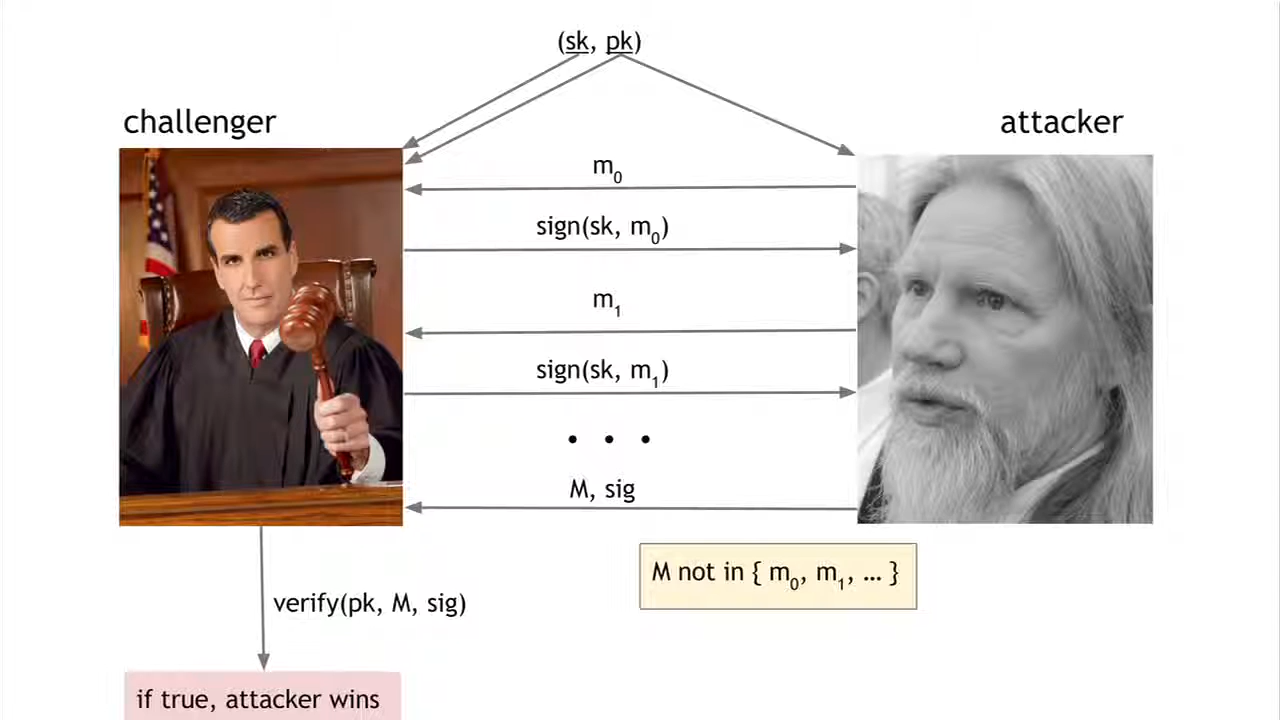 (sk, pk)
challenger
attacker
m₀
sign(sk, m₀)
m₁
sign(sk, m₁)
• • •
M, sig
M not in { m₀, m₁, … }
verify(pk, M, sig)
if true, attacker wins